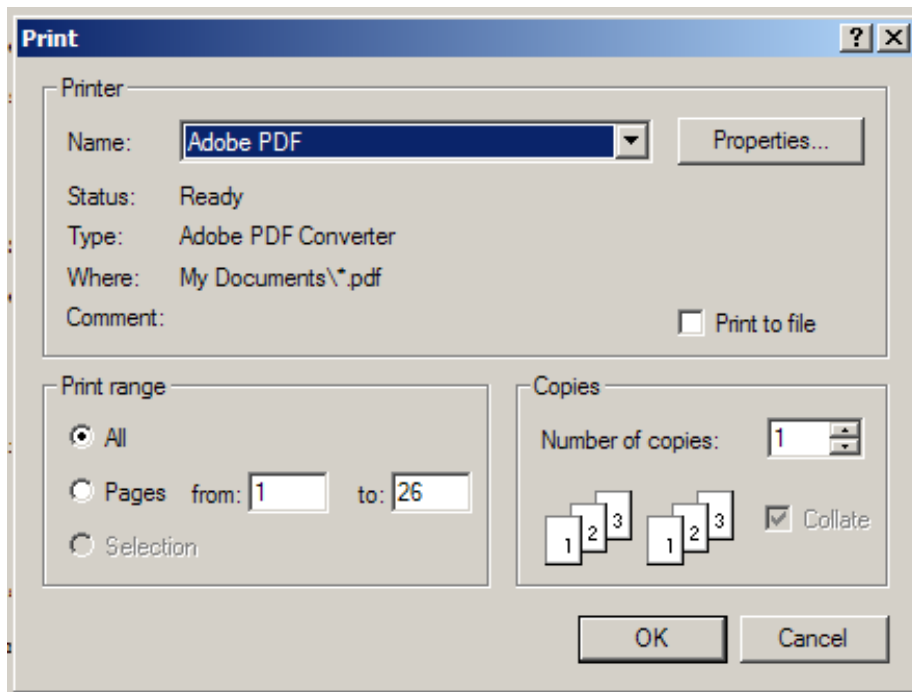 Print
Printer
Name: Adobe PDF Properties...
Status: Ready
Type: Adobe PDF Converter
Where: My Documents\*.pdf
Comment:
Print to file
Print range
All
Pages from: 1 to: 26
Selection
Copies
Number of copies: 1
1 2 3 1 2 3
Collate
OK Cancel